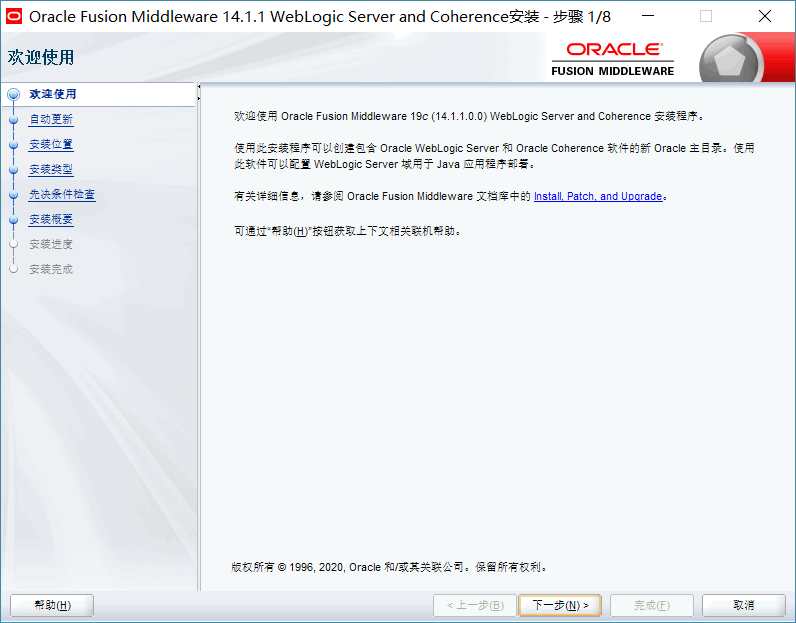 Oracle Fusion Middleware 14.1.1 WebLogic Server and Coherence安装 - 步骤 1/8
欢迎使用
ORACLE
FUSION MIDDLEWARE
欢迎使用
自动更新
安装位置
安装类型
先决条件检查
安装概要
安装进度
安装完成
欢迎使用 Oracle Fusion Middleware 19c (14.1.1.0.0) WebLogic Server and Coherence 安装程序。
使用此安装程序可以创建包含 Oracle WebLogic Server 和 Oracle Coherence 软件的新 Oracle 主目录。使用
此软件可以配置 WebLogic Server 域用于 Java 应用程序部署。
有关详细信息，请参阅 Oracle Fusion Middleware 文档库中的 Install, Patch, and Upgrade。
可通过“帮助(H)”按钮获取上下文相关联机帮助。
版权所有 © 1996, 2020, Oracle 和/或其关联公司。保留所有权利。
帮助(H)
< 上一步(B)
下一步(N) >
完成(F)
取消